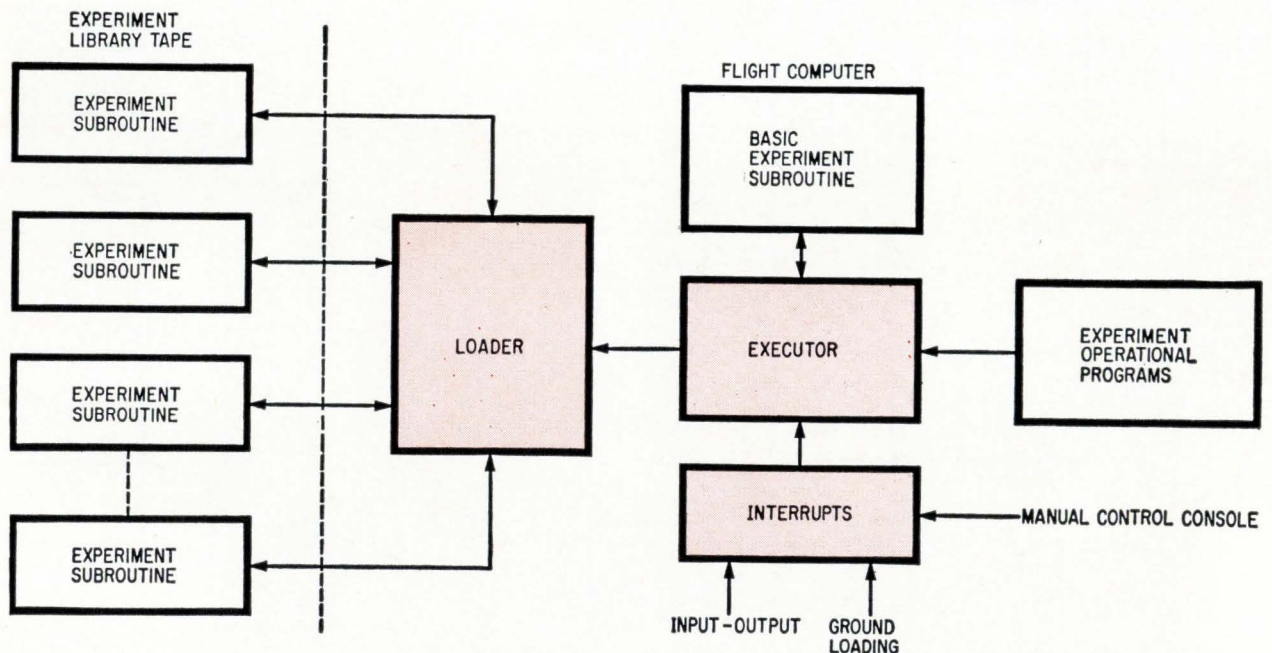 EXPERIMENT
LIBRARY TAPE
EXPERIMENT
SUBROUTINE
EXPERIMENT
SUBROUTINE
EXPERIMENT
SUBROUTINE
EXPERIMENT
SUBROUTINE
LOADER
FLIGHT COMPUTER
BASIC
EXPERIMENT
SUBROUTINE
EXECUTOR
EXPERIMENT
OPERATIONAL
PROGRAMS
INTERRUPTS
MANUAL CONTROL CONSOLE
INPUT-OUTPUT
GROUND
LOADING